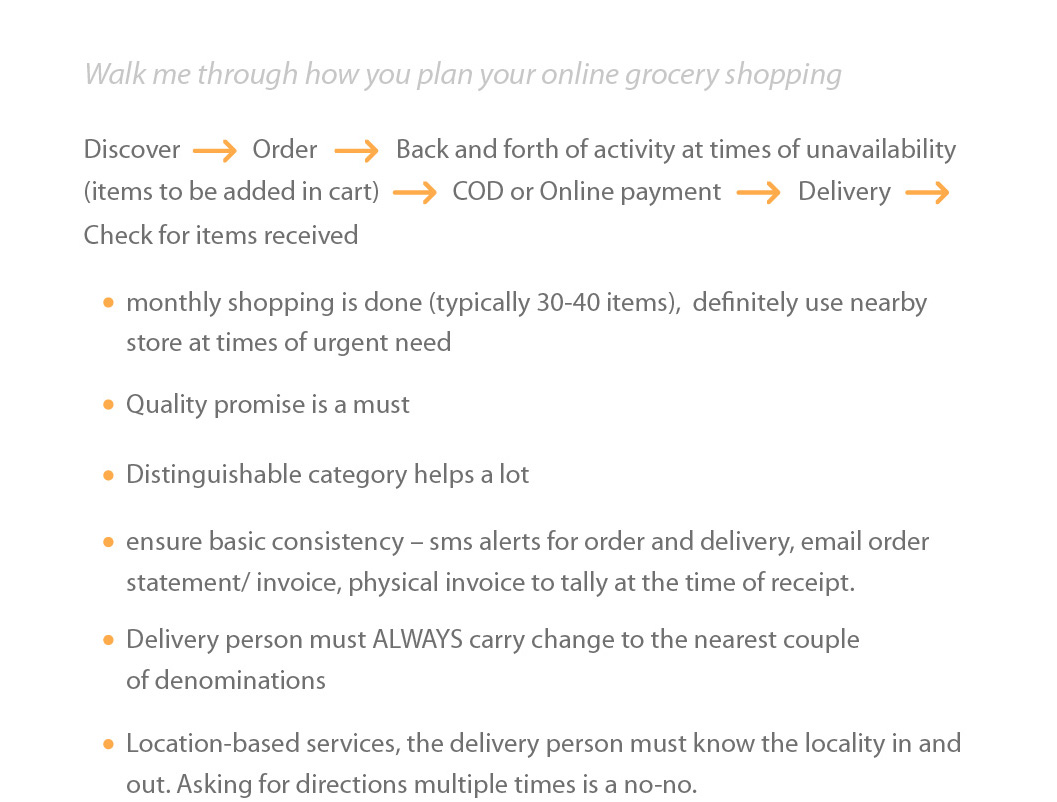 Walk me through how you plan your online grocery shopping
Discover → Order → Back and forth of activity at times of unavailability
(items to be added in cart) → COD or Online payment → Delivery →
Check for items received
• monthly shopping is done (typically 30-40 items), definitely use nearby
store at times of urgent need
• Quality promise is a must
• Distinguishable category helps a lot
• ensure basic consistency – sms alerts for order and delivery, email order
statement/ invoice, physical invoice to tally at the time of receipt.
• Delivery person must ALWAYS carry change to the nearest couple
of denominations
• Location-based services, the delivery person must know the locality in and
out. Asking for directions multiple times is a no-no.